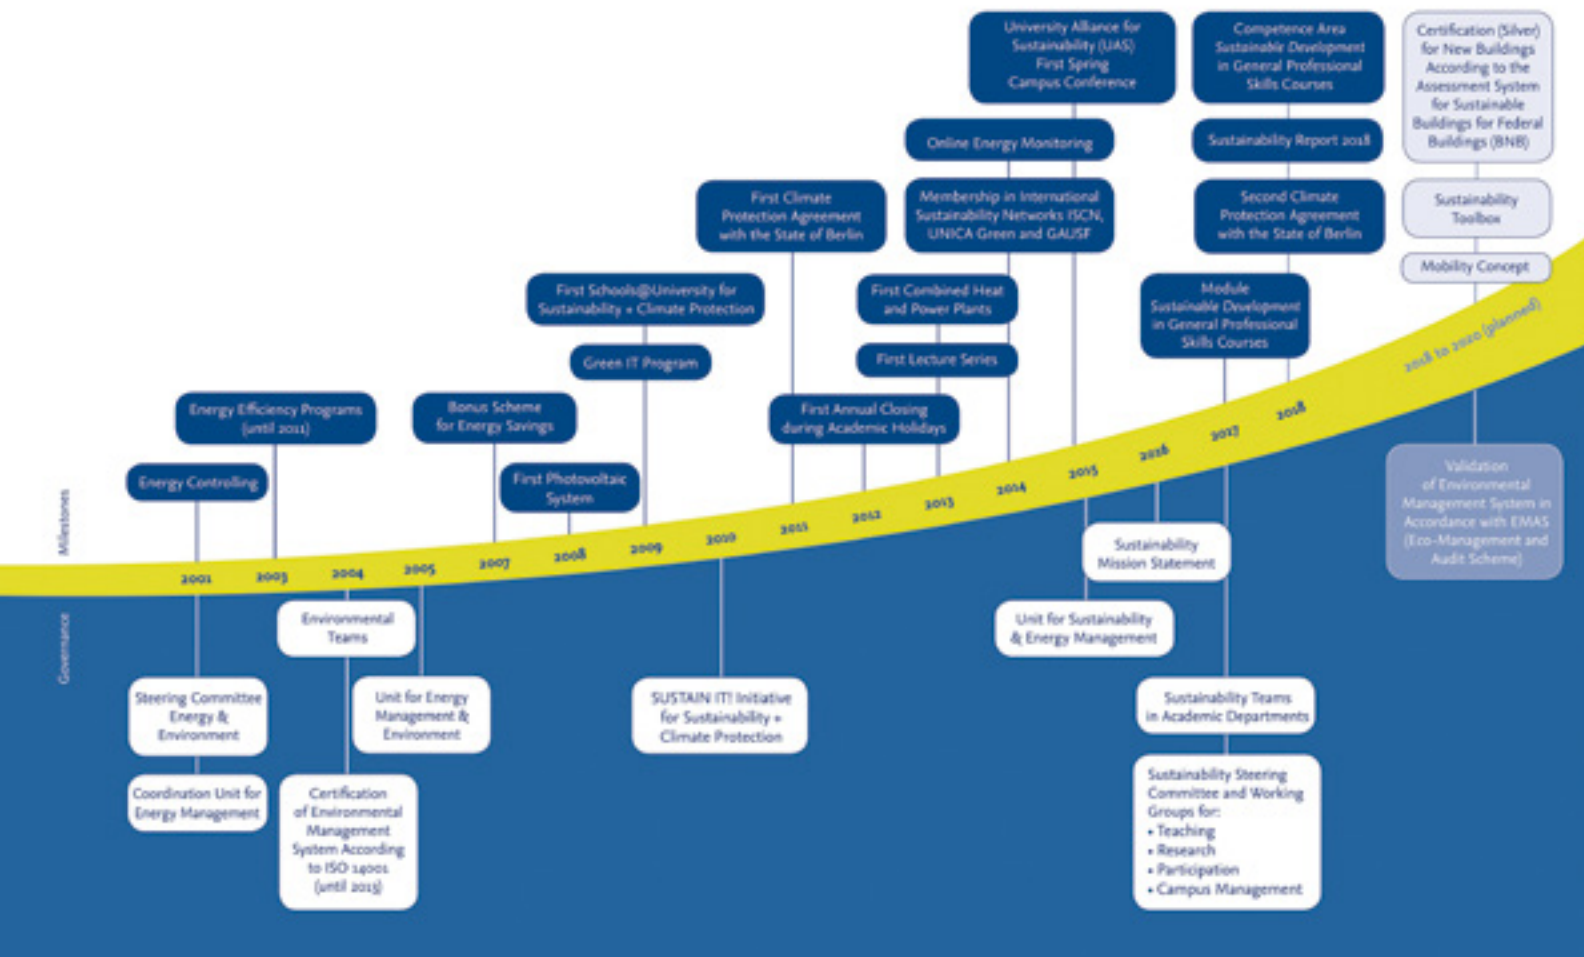 University Alliance for
Sustainability (UAS)
First Spring
Campus Conference
Competence Area
Sustainable Development
in General Professional
Skills Courses
Certification (Silver)
for New Buildings
According to the
Assessment System
for Sustainable
Buildings for Federal
Buildings (BNB)
Online Energy Monitoring
Sustainability Report 2018
First Climate
Protection Agreement
with the State of Berlin
Membership in International
Sustainability Networks ISCN,
UNICA Green and GAUSF
Second Climate
Protection Agreement
with the State of Berlin
Sustainability
Toolbox
Mobility Concept
First Schools@University for
Sustainability + Climate Protection
First Combined Heat
and Power Plants
Module
Sustainable Development
in General Professional
Skills Courses
Green IT Program
First Lecture Series
Energy Efficiency Programs
(until 2011)
Bonus Scheme
for Energy Savings
First Annual Closing
during Academic Holidays
Energy Controlling
First Photovoltaic
System
Milestones
2001
2003
2004
2005
2007
2008
2009
2010
2011
2012
2013
2014
2015
2016
2017
2018
2018 to 2020 (planned)
Governance
Validation
of Environmental
Management System in
Accordance with EMAS
(Eco-Management and
Audit Scheme)
Sustainability
Mission Statement
Environmental
Teams
Unit for Sustainability
& Energy Management
Steering Committee
Energy &
Environment
Unit for Energy
Management &
Environment
SUSTAIN IT! Initiative
for Sustainability +
Climate Protection
Sustainability Teams
in Academic Departments
Coordination Unit for
Energy Management
Certification
of Environmental
Management
System According
to ISO 14001
(until 2015)
Sustainability Steering
Committee and Working
Groups for:
• Teaching
• Research
• Participation
• Campus Management